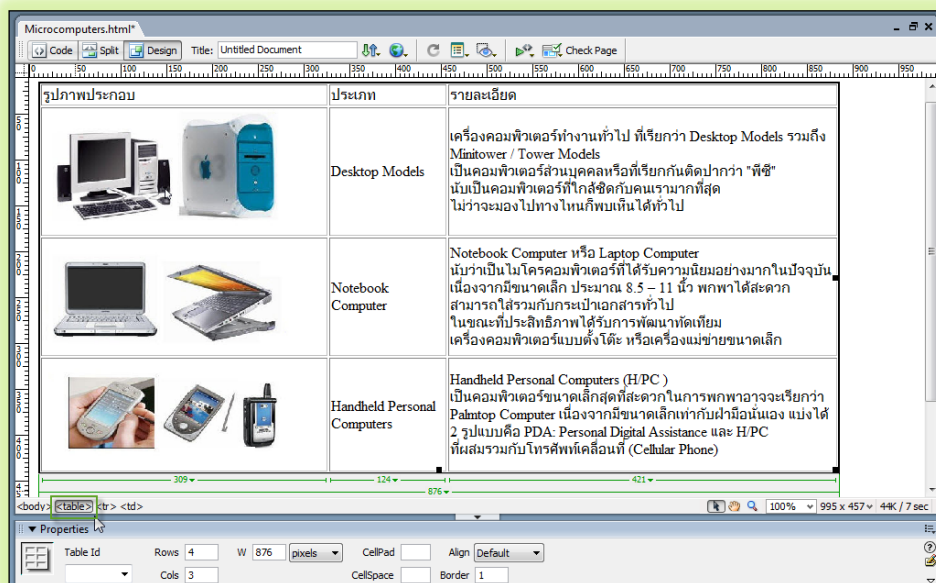 Microcomputers.html*
Code Split Design Title: Untitled Document Check Page
0 50 100 150 200 250 300 350 400 450 500 550 600 650 700 750 800 850 900 950
รูปภาพประกอบ ประเภท รายละเอียด
Desktop Models
เครื่องคอมพิวเตอร์ทำงานทั่วไป ที่เรียกว่า Desktop Models รวมถึง
Minitower / Tower Models
เป็นคอมพิวเตอร์ส่วนบุคคลหรือที่เรียกกันติดปากว่า "พีซี"
นับเป็นคอมพิวเตอร์ที่ใกล้ชิดกับคนเรามากที่สุด
ไม่ว่าจะมองไปทางไหนก็พบเห็นได้ทั่วไป
Notebook
Computer
Notebook Computer หรือ Laptop Computer
นับว่าเป็นไมโครคอมพิวเตอร์ที่ได้รับความนิยมอย่างมากในปัจจุบัน
เนื่องจากมีขนาดเล็ก ประมาณ 8.5 – 11 นิ้ว พกพาได้สะดวก
สามารถใส่รวมกับกระเป๋าเอกสารทั่วไป
ในขณะที่ประสิทธิภาพได้รับการพัฒนาทัดเทียม
เครื่องคอมพิวเตอร์แบบตั้งโต๊ะ หรือเครื่องแม่ข่ายขนาดเล็ก
Handheld Personal
Computers
Handheld Personal Computers (H/PC )
เป็นคอมพิวเตอร์ขนาดเล็กสุดที่สะดวกในการพกพาอาจจะเรียกว่า
Palmtop Computer เนื่องจากมีขนาดเล็กเท่ากับฝ่ามือนั่นเอง แบ่งได้
2 รูปแบบคือ PDA: Personal Digital Assistance และ H/PC
ที่ผสมรวมกับโทรศัพท์เคลื่อนที่ (Cellular Phone)
309 124 421
876
<body> <table> <tr> <td> 100% 995 x 457 44K / 7 sec
Properties
Table Id Rows 4 W 876 pixels CellPad Align Default
Cols 3 CellSpace Border 1